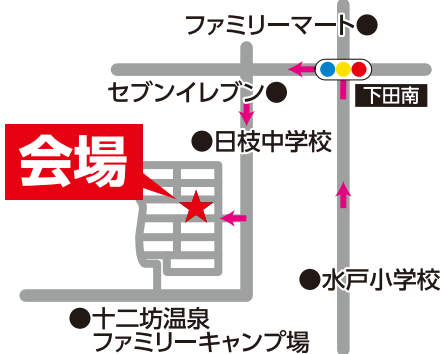 ファミリーマート
セブンイレブン
下田南
日枝中学校
会場
水戸小学校
十二坊温泉
ファミリーキャンプ場